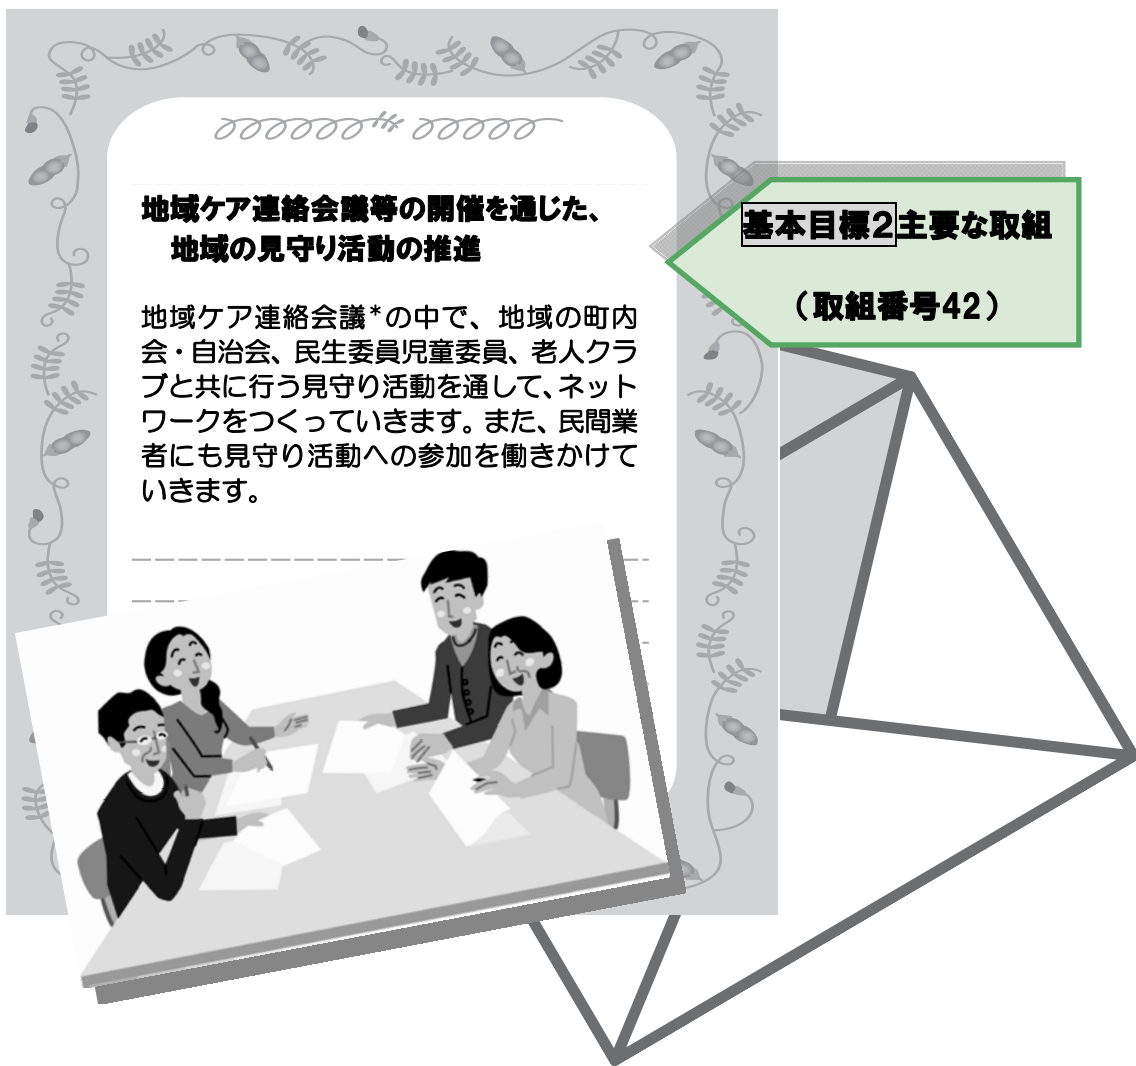 地域ケア連絡会議等の開催を通じた、
地域の見守り活動の推進
基本目標2主要な取組
（取組番号42）
地域ケア連絡会議*の中で、地域の町内
会・自治会、民生委員児童委員、老人クラ
ブと共に行う見守り活動を通して、ネット
ワークをつくっていきます。また、民間業
者にも見守り活動への参加を働きかけて
いきます。